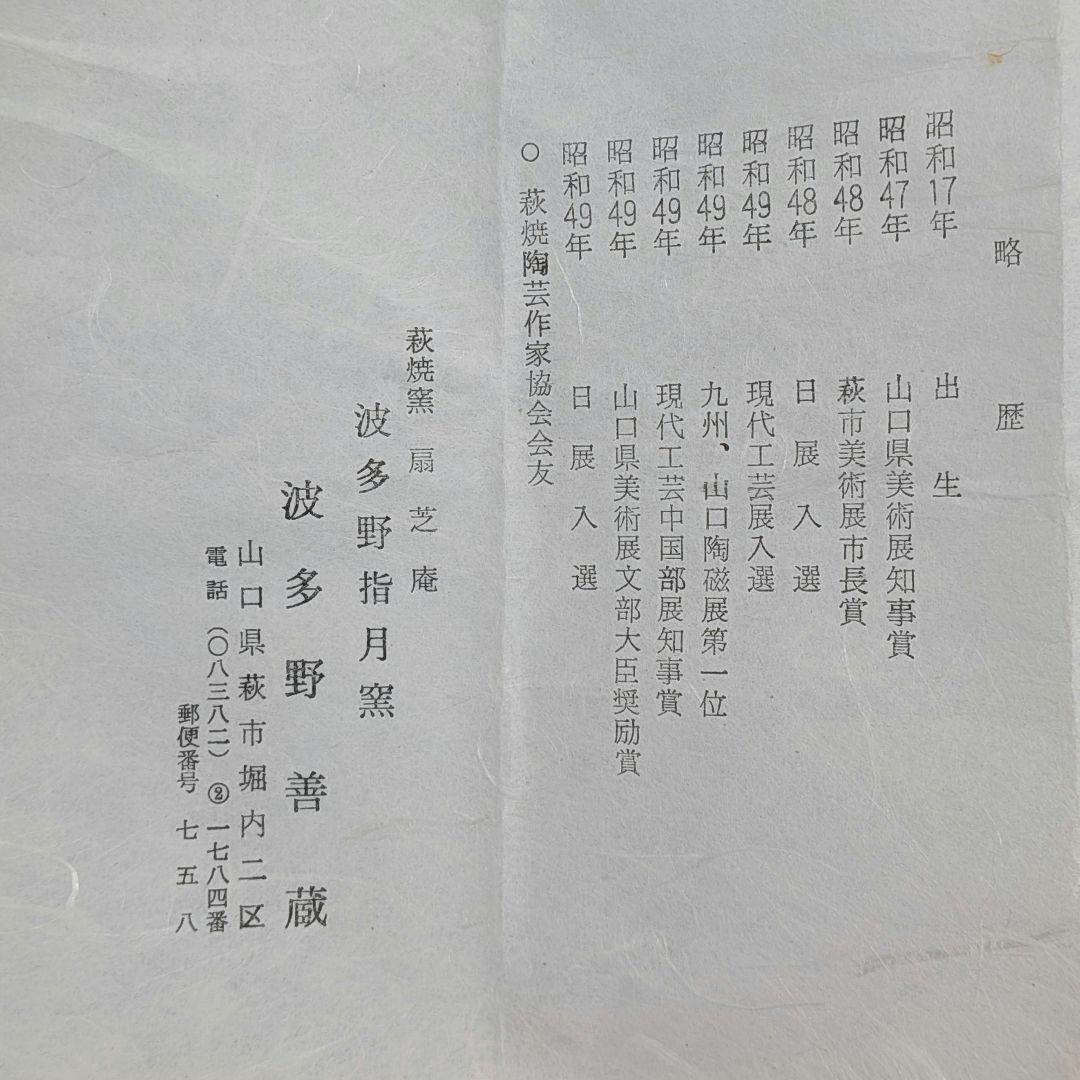 略歴
昭和17年 出生
昭和47年 山口県美術展知事賞
昭和48年 萩市美術展市長賞
昭和48年 日展入選
昭和49年 現代工芸展入選
昭和49年 九州、山口陶磁展第一位
昭和49年 現代工芸中国部展知事賞
昭和49年 山口県美術展文部大臣奨励賞
昭和49年 日展入選
○ 萩焼陶芸作家協会会友
萩焼窯 扇芝庵
波多野指月窯
波多野善蔵
山口県萩市堀内二区
電話(〇八三八二)②一七八四番
郵便番号 七五八